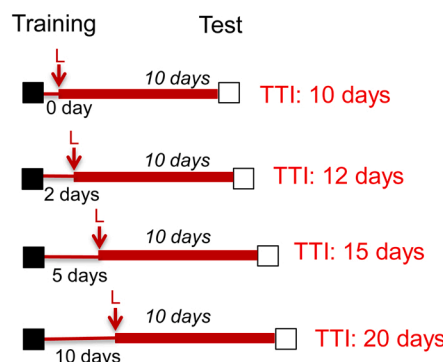 Training Test
L
10 days
0 day
TTI: 10 days
L
10 days
2 days
TTI: 12 days
L
10 days
5 days
TTI: 15 days
L
10 days
10 days
TTI: 20 days